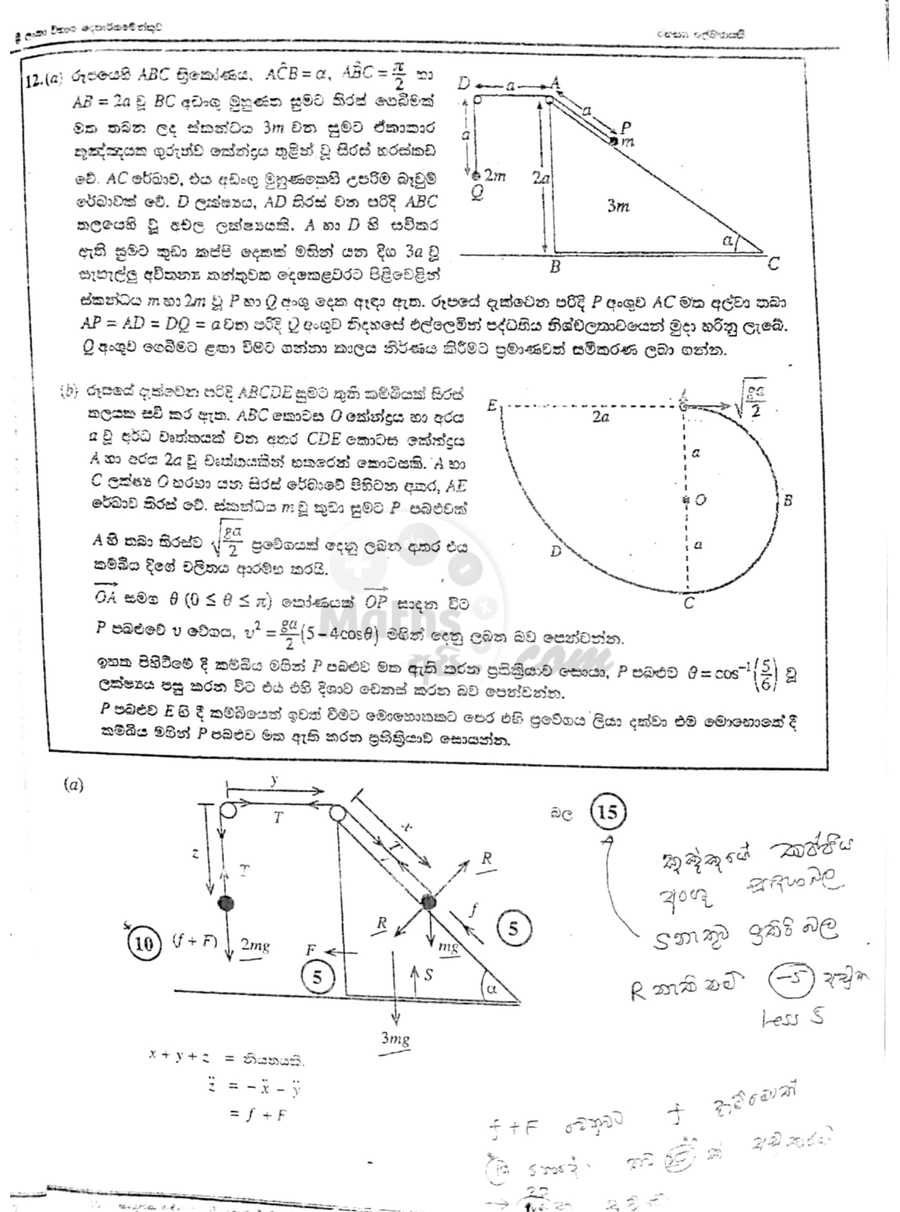 ශ්‍රී ලංකා විභාග දෙපාර්තමේන්තුව
12.(a) රූපයෙහි ABC ත්‍රිකෝණය, AĈB = α, AB̂C = π/2 හා
AB = 2a වූ BC අඩංගු මුහුණත සුමට තිරස් ගෙබිමක්
මත තබන ලද ස්කන්ධය 3m වන සුමට ඒකාකාර
කුඤ්ඤයක ගුරුත්ව කේන්ද්‍රය තුළින් වූ සිරස් හරස්කඩ
වේ. AC රේඛාව, එය අඩංගු මුහුණතෙහි උපරිම බෑවුම්
රේඛාවක් වේ. D ලක්ෂ්‍යය, AD තිරස් වන පරිදි ABC
තලයෙහි වූ අචල ලක්ෂ්‍යයකි. A හා D හි සවිකර
ඇති සුමට කුඩා කප්පි දෙකක් මතින් යන දිග 3a වූ
සැහැල්ලු අවිතන්‍ය තන්තුවක දෙකෙළවරට පිළිවෙළින්
ස්කන්ධය m හා 2m වූ P හා Q අංශු දෙක ඈඳා ඇත. රූපයේ දැක්වෙන පරිදි P අංශුව AC මත අල්වා තබා
AP = AD = DQ = a වන පරිදි Q අංශුව නිදහසේ එල්ලෙමින් පද්ධතිය නිශ්චලතාවයෙන් මුදා හරිනු ලැබේ.
Q අංශුව ගෙබිමට ළඟා වීමට ගන්නා කාලය නිර්ණය කිරීමට ප්‍රමාණවත් සමීකරණ ලබා ගන්න.
D a A
a
P
m
a
2m
Q
2a
3m
α
B
C
(b) රූපයේ දැක්වෙන පරිදි ABCDE සුමට තුනී කම්බියක් සිරස්
තලයක සවි කර ඇත. ABC කොටස O කේන්ද්‍රය හා අරය
a වූ අර්ධ වෘත්තයක් වන අතර CDE කොටස කේන්ද්‍රය
A හා අරය 2a වූ වෘත්තයකින් හතරෙන් කොටසකි. A හා
C ලක්ෂ්‍ය O හරහා යන සිරස් රේඛාවේ පිහිටන අතර, AE
රේඛාව තිරස් වේ. ස්කන්ධය m වූ කුඩා සුමට P පබළුවක්
A හි තබා තිරස්ව √(ga/2) ප්‍රවේගයක් දෙනු ලබන අතර එය
කම්බිය දිගේ චලිතය ආරම්භ කරයි.
OA සමග θ (0 ≤ θ ≤ π) කෝණයක් OP සාදන විට
P පබළුවේ v වේගය, v² = ga/2 (5 – 4cosθ) මගින් දෙනු ලබන බව පෙන්වන්න.
ඉහත පිහිටීමේ දී කම්බිය මගින් P පබළුව මත ඇති කරන ප්‍රතික්‍රියාව සොයා, P පබළුව θ = cos⁻¹(5/6) වූ
ලක්ෂ්‍යය පසු කරන විට එය එහි දිශාව වෙනස් කරන බව පෙන්වන්න.
P පබළුව E හි දී කම්බියෙන් ඉවත් වීමට මොහොතකට පෙර එහි ප්‍රවේගය ලියා දක්වා එම මොහොතේ දී
කම්බිය මගින් P පබළුව මත ඇති කරන ප්‍රතික්‍රියාව සොයන්න.
E 2a A √(ga/2)
a
O
B
a
D
C
Maths
අපි .com
(a)
y
T
x
T
z
T
R
R
f
5
mg
10 (f + F) 2mg
F
5
S
α
3mg
බල 15
x + y + z = නියතයකි.
z̈ = –ẍ – ÿ
= f + F
R නැති නම් –5
Less 5
f + F වෙනුවට f